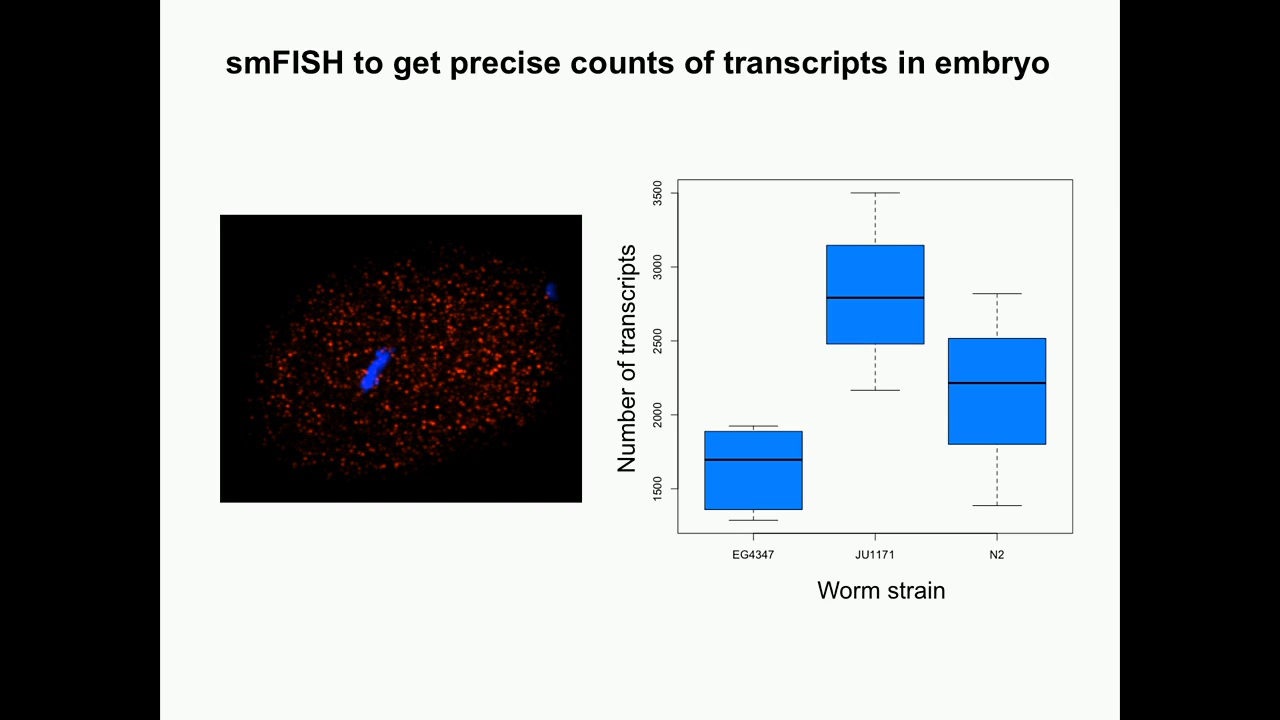 smFISH to get precise counts of transcripts in embryo
Number of transcripts
3500
3000
2500
2000
1500
EG4347
JU1171
N2
Worm strain